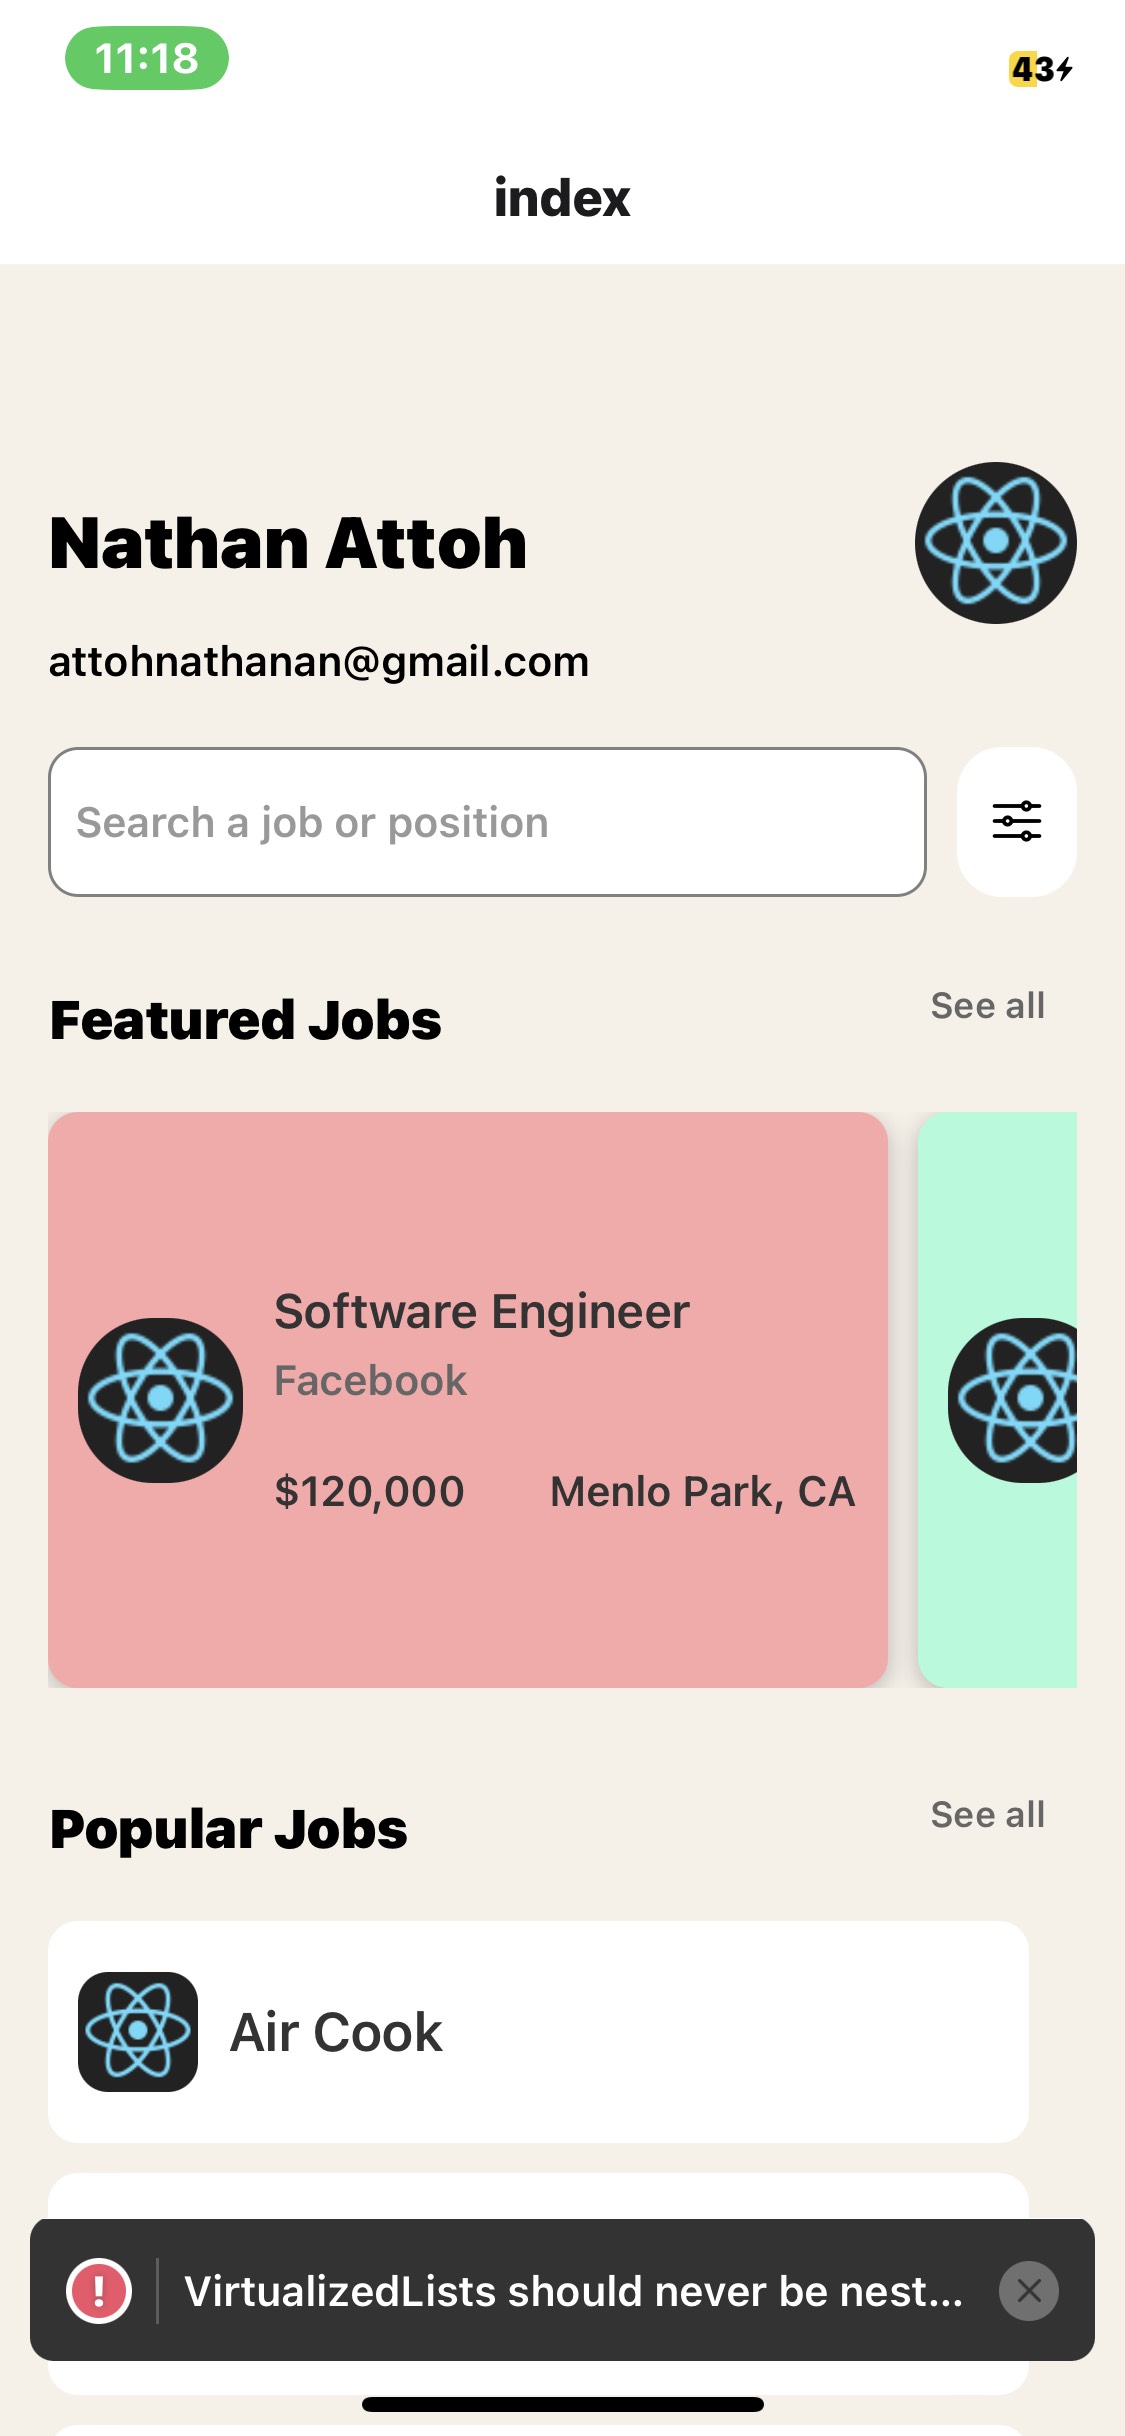 11:18
43
index
Nathan Attoh
attohnathanan@gmail.com
Search a job or position
Featured Jobs
See all
Software Engineer
Facebook
$120,000
Menlo Park, CA
Popular Jobs
See all
Air Cook
!
VirtualizedLists should never be nest...